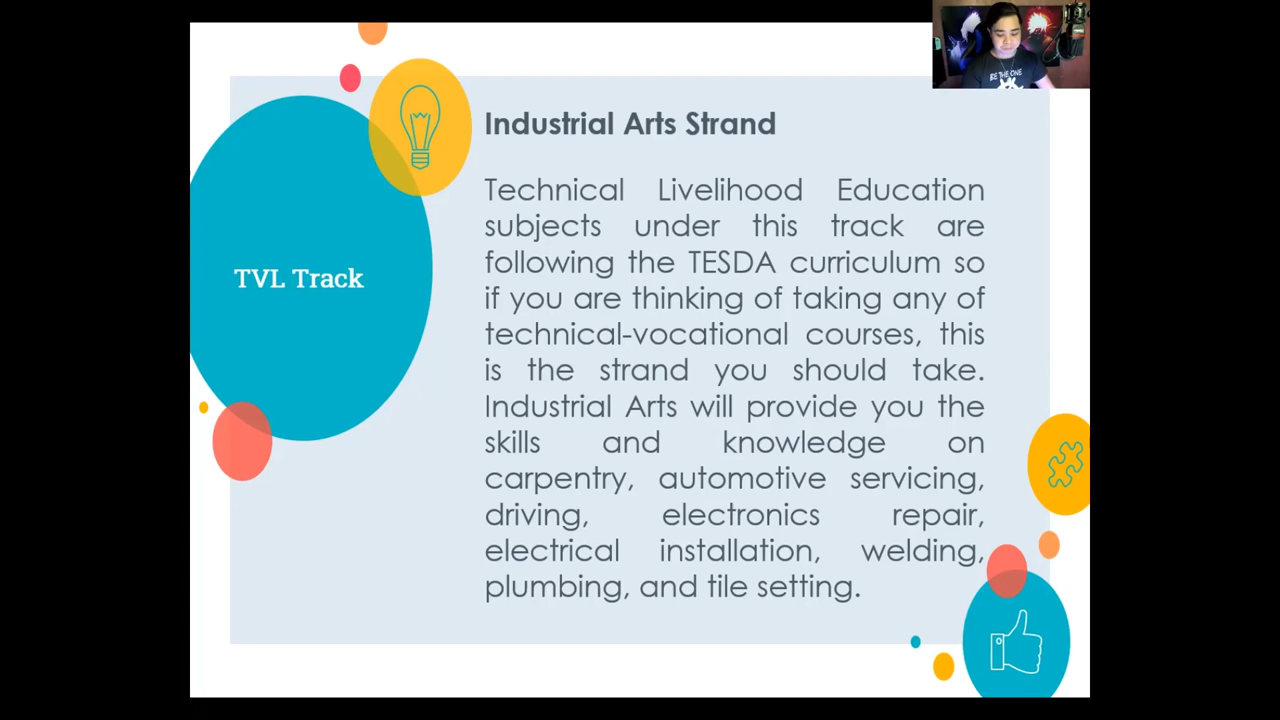 BE THE ONE
Industrial Arts Strand
TVL Track
Technical Livelihood Education
subjects under this track are
following the TESDA curriculum so
if you are thinking of taking any of
technical-vocational courses, this
is the strand you should take.
Industrial Arts will provide you the
skills and knowledge on
carpentry, automotive servicing,
driving, electronics repair,
electrical installation, welding,
plumbing, and tile setting.